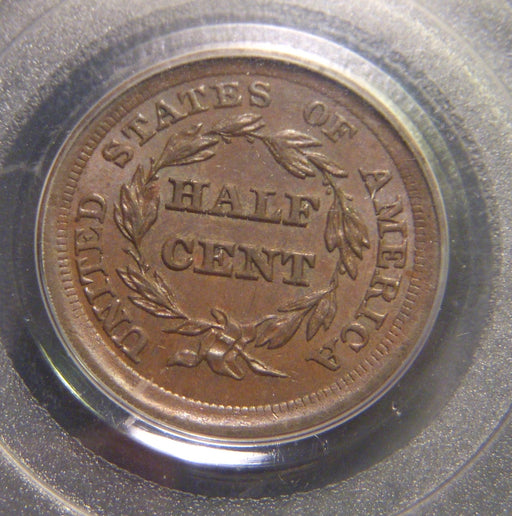 UNITED STATES OF AMERICA
HALF
CENT